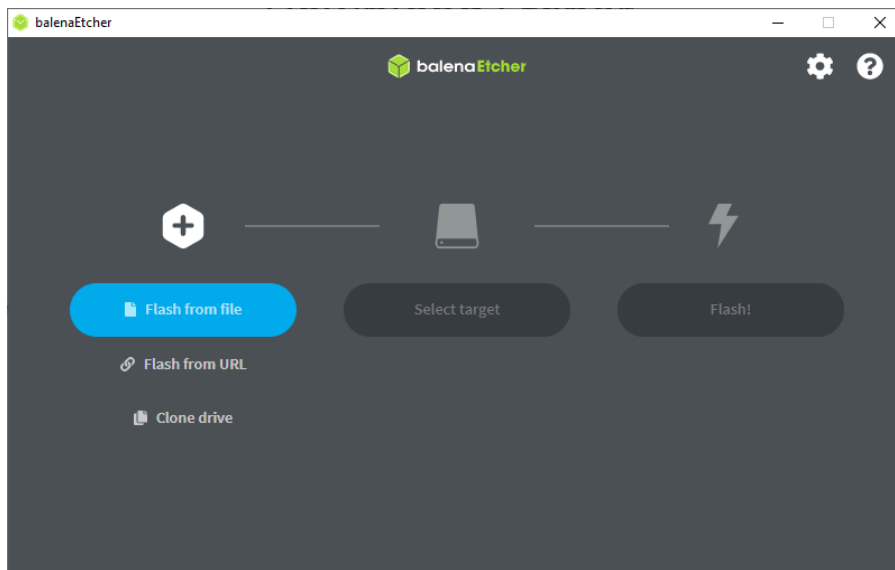 balenaEtcher
balenaEtcher
Flash from file
Select target
Flash!
Flash from URL
Clone drive